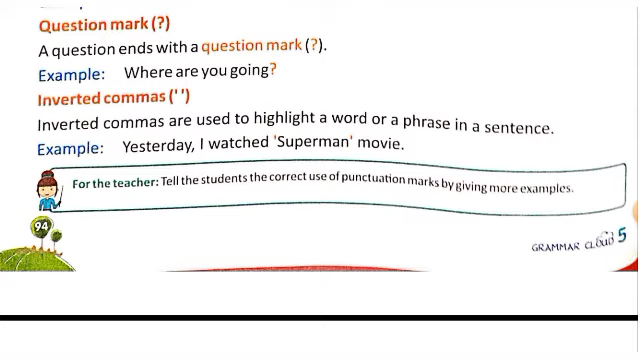 Question mark (?)
A question ends with a question mark (?).
Example: Where are you going?
Inverted commas (' ')
Inverted commas are used to highlight a word or a phrase in a sentence.
Example: Yesterday, I watched 'Superman' movie.
For the teacher: Tell the students the correct use of punctuation marks by giving more examples.
94
GRAMMAR CLOUD 5